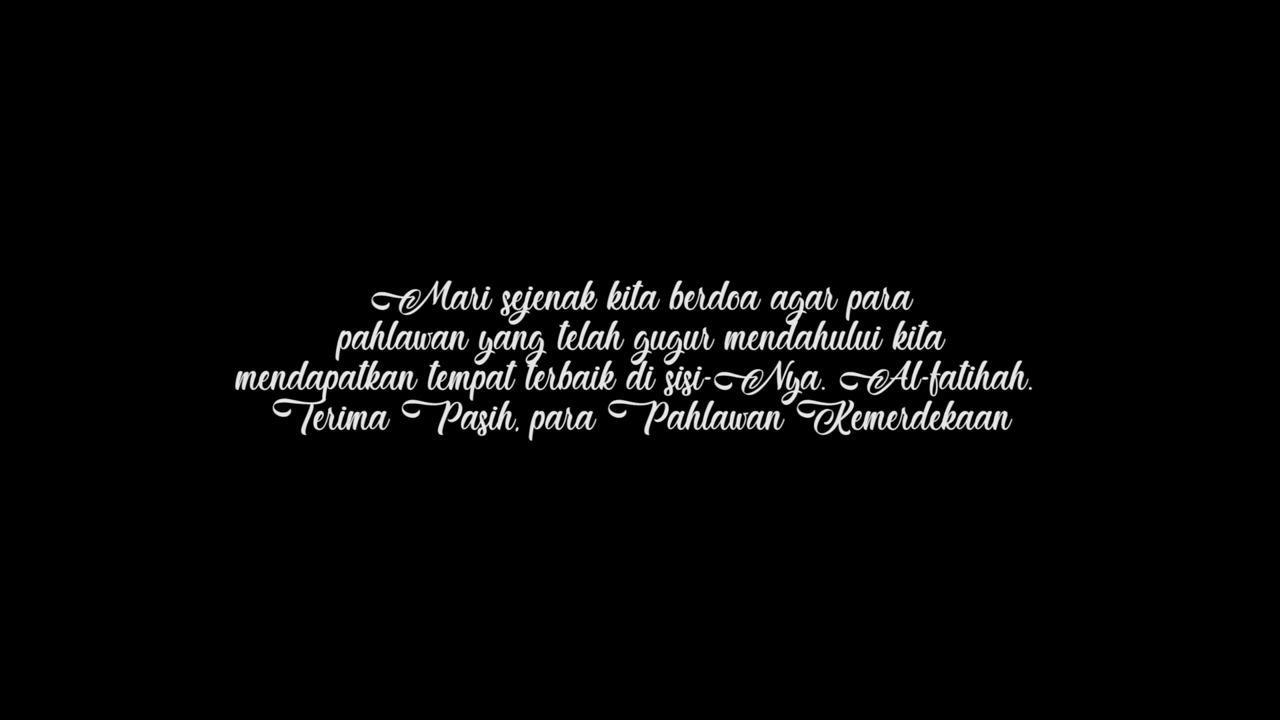 Mari sejenak kita berdoa agar para
pahlawan yang telah gugur mendahului kita
mendapatkan tempat terbaik di sisi-Nya. Al-fatihah.
Terima Pasih, para Pahlawan Kemerdekaan